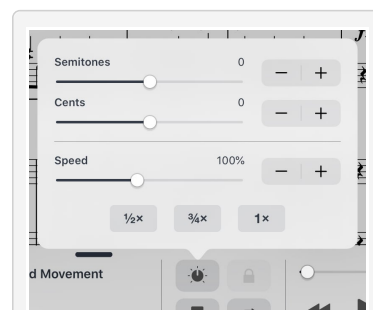 Semitones 0
Cents 0
Speed 100%
½× ¾× 1×
d Movement